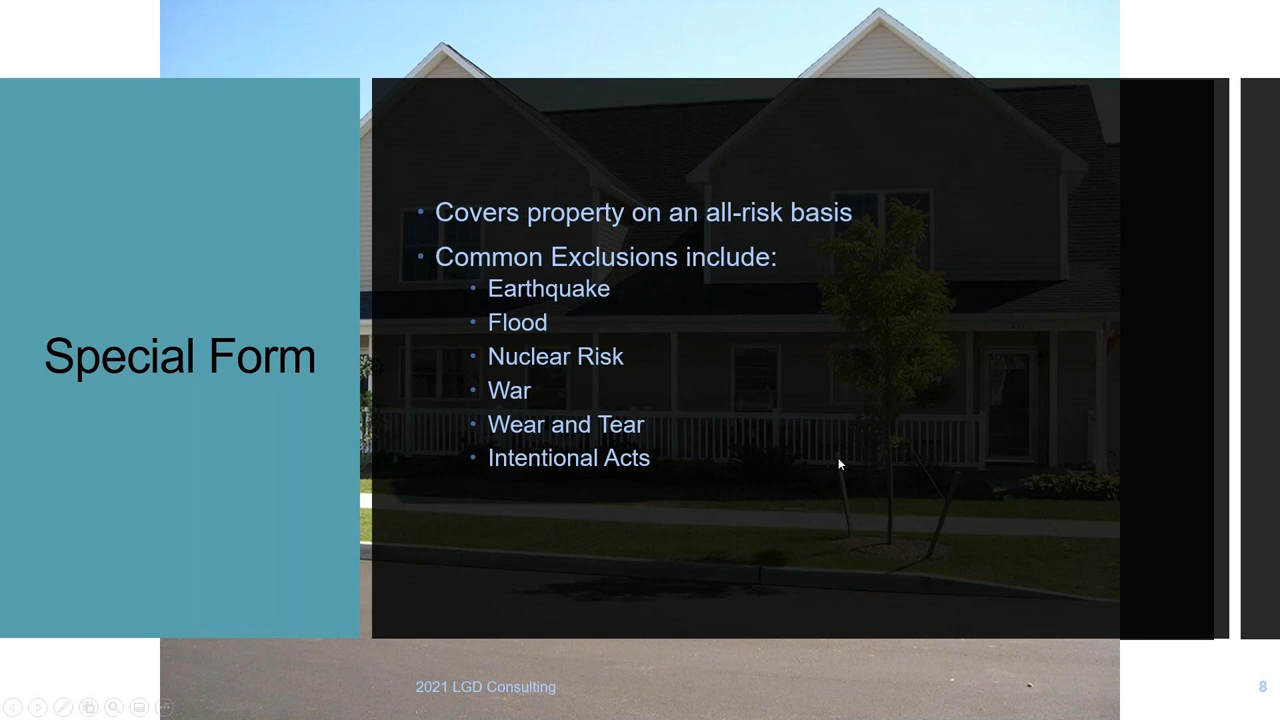 Special Form
• Covers property on an all-risk basis
• Common Exclusions include:
• Earthquake
• Flood
• Nuclear Risk
• War
• Wear and Tear
• Intentional Acts
2021 LGD Consulting
8